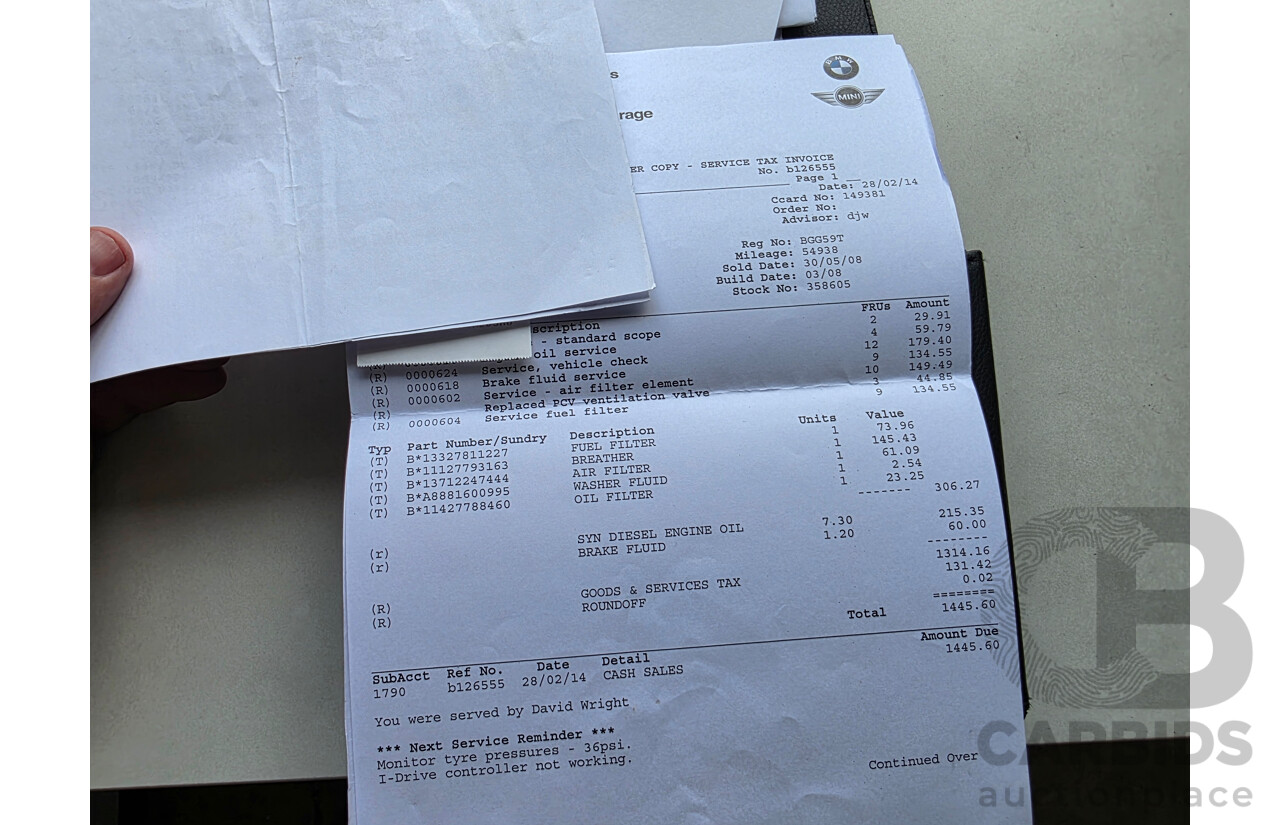 s
BMW
MINI
rage
ER COPY - SERVICE TAX INVOICE
No. b126555
Page 1
Date: 28/02/14
Ccard No: 149381
Order No:
Advisor: djw
Reg No: BGG59T
Mileage: 54938
Sold Date: 30/05/08
Build Date: 03/08
Stock No: 358605
scription FRUs Amount
- standard scope 2 29.91
oil service 4 59.79
(R) 0000624 Service, vehicle check 12 179.40
(R) 0000618 Brake fluid service 9 134.55
(R) 0000602 Service - air filter element 10 149.49
(R) Replaced PCV ventilation valve 3 44.85
(R) 0000604 Service fuel filter 9 134.55
Typ Part Number/Sundry Description Units Value
(T) B*13327811227 FUEL FILTER 1 73.96
(T) B*11127793163 BREATHER 1 145.43
(T) B*13712247444 AIR FILTER 1 61.09
(T) B*A8881600995 WASHER FLUID 1 2.54
(T) B*11427788460 OIL FILTER 1 23.25
------- 306.27
(r) SYN DIESEL ENGINE OIL 7.30 215.35
(r) BRAKE FLUID 1.20 60.00
--------
1314.16
(R) GOODS & SERVICES TAX 131.42
(R) ROUNDOFF 0.02
========
Total 1445.60
SubAcct Ref No. Date Detail Amount Due
1790 b126555 28/02/14 CASH SALES 1445.60
You were served by David Wright
*** Next Service Reminder ***
Monitor tyre pressures - 36psi.
I-Drive controller not working.
Continued Over
CARBIDS
auctionplace